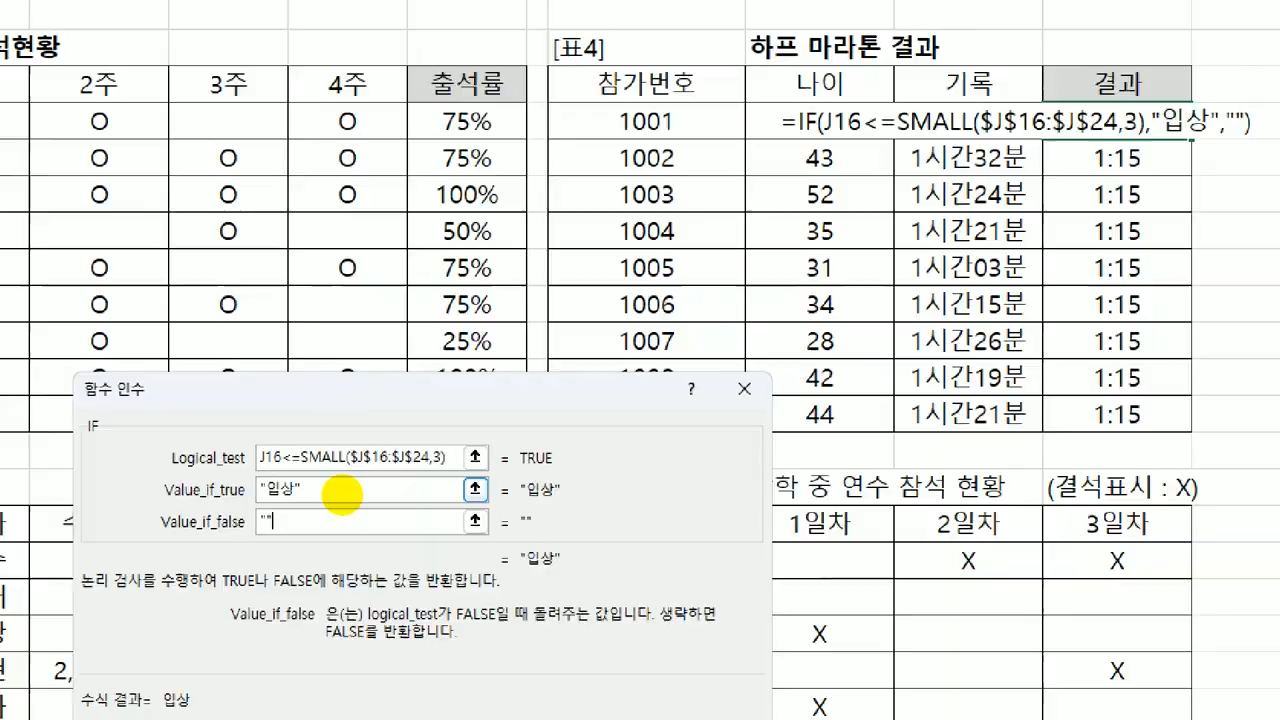 석현황 [표4] 하프 마라톤 결과
2주 3주 4주 출석률 참가번호 나이 기록 결과
O O 75% 1001 =IF(J16<=SMALL($J$16:$J$24,3),"입상","")
O O O 75% 1002 43 1시간32분 1:15
O O O 100% 1003 52 1시간24분 1:15
O 50% 1004 35 1시간21분 1:15
O O 75% 1005 31 1시간03분 1:15
O O 75% 1006 34 1시간15분 1:15
O 25% 1007 28 1시간26분 1:15
42 1시간19분 1:15
44 1시간21분 1:15
함수 인수 ? ×
IF
Logical_test J16<=SMALL($J$16:$J$24,3) = TRUE
Value_if_true "입상" = "입상"
Value_if_false "" = ""
= "입상"
논리 검사를 수행하여 TRUE나 FALSE에 해당하는 값을 반환합니다.
Value_if_false 은(는) logical_test가 FALSE일 때 돌려주는 값입니다. 생략하면
FALSE를 반환합니다.
수식 결과= 입상
학 중 연수 참석 현황 (결석표시 : X)
1일차 2일차 3일차
X X
X
2, X
X